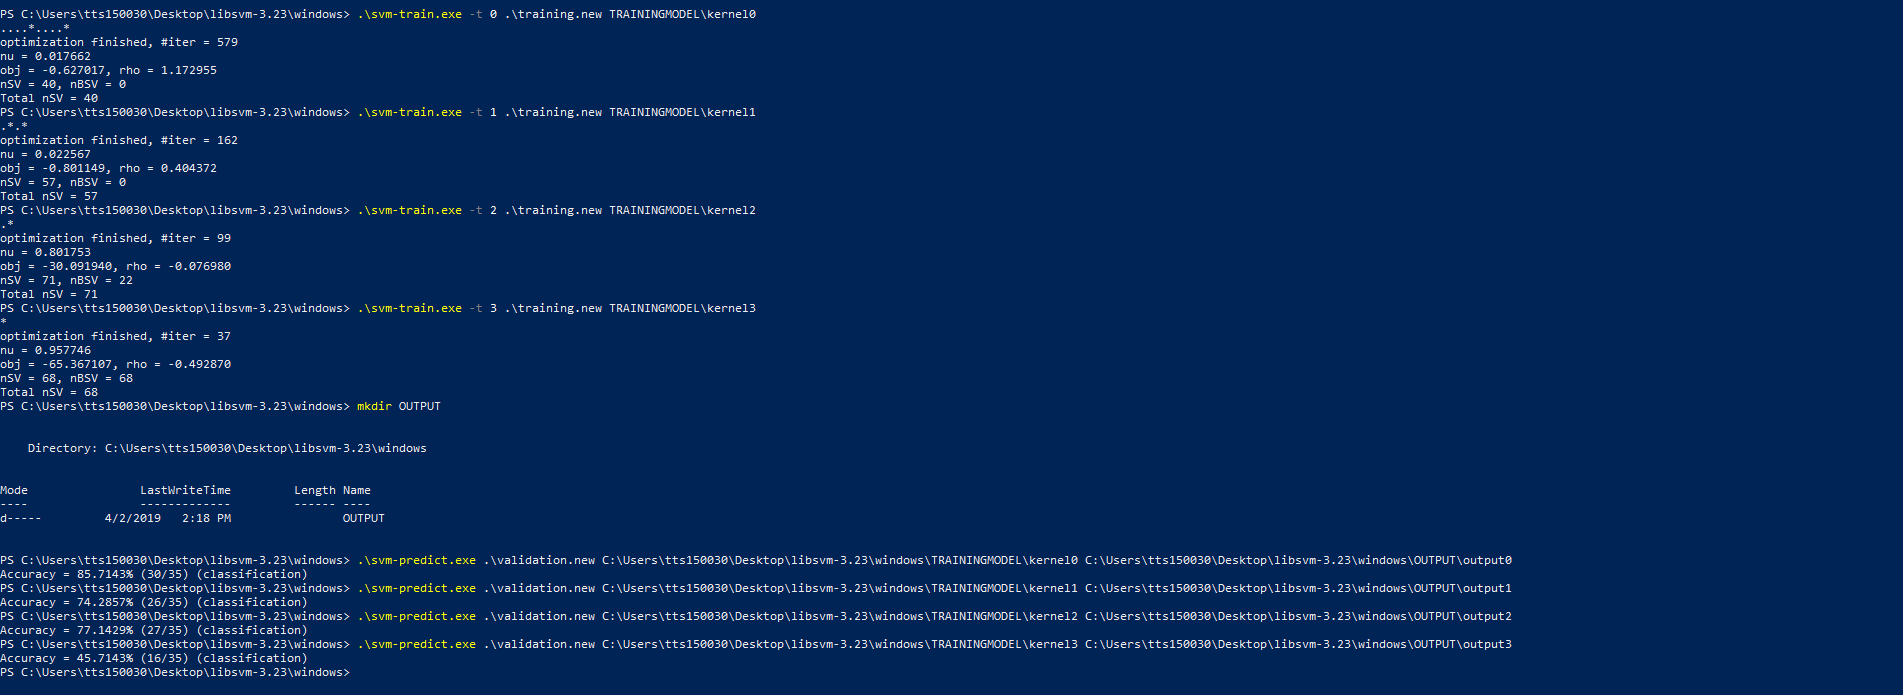 PS C:\Users\tts150030\Desktop\libsvm-3.23\windows> .\svm-train.exe -t 0 .\training.new TRAININGMODEL\kernel0
....*....*
optimization finished, #iter = 579
nu = 0.017662
obj = -0.627017, rho = 1.172955
nSV = 40, nBSV = 0
Total nSV = 40
PS C:\Users\tts150030\Desktop\libsvm-3.23\windows> .\svm-train.exe -t 1 .\training.new TRAININGMODEL\kernel1
.*.*
optimization finished, #iter = 162
nu = 0.022567
obj = -0.801149, rho = 0.404372
nSV = 57, nBSV = 0
Total nSV = 57
PS C:\Users\tts150030\Desktop\libsvm-3.23\windows> .\svm-train.exe -t 2 .\training.new TRAININGMODEL\kernel2
.*
optimization finished, #iter = 99
nu = 0.801753
obj = -30.091940, rho = -0.076980
nSV = 71, nBSV = 22
Total nSV = 71
PS C:\Users\tts150030\Desktop\libsvm-3.23\windows> .\svm-train.exe -t 3 .\training.new TRAININGMODEL\kernel3
*
optimization finished, #iter = 37
nu = 0.957746
obj = -65.367107, rho = -0.492870
nSV = 68, nBSV = 68
Total nSV = 68
PS C:\Users\tts150030\Desktop\libsvm-3.23\windows> mkdir OUTPUT
Directory: C:\Users\tts150030\Desktop\libsvm-3.23\windows
Mode LastWriteTime Length Name
---- ------------- ------ ----
d----- 4/2/2019 2:18 PM OUTPUT
PS C:\Users\tts150030\Desktop\libsvm-3.23\windows> .\svm-predict.exe .\validation.new C:\Users\tts150030\Desktop\libsvm-3.23\windows\TRAININGMODEL\kernel0 C:\Users\tts150030\Desktop\libsvm-3.23\windows\OUTPUT\output0
Accuracy = 85.7143% (30/35) (classification)
PS C:\Users\tts150030\Desktop\libsvm-3.23\windows> .\svm-predict.exe .\validation.new C:\Users\tts150030\Desktop\libsvm-3.23\windows\TRAININGMODEL\kernel1 C:\Users\tts150030\Desktop\libsvm-3.23\windows\OUTPUT\output1
Accuracy = 74.2857% (26/35) (classification)
PS C:\Users\tts150030\Desktop\libsvm-3.23\windows> .\svm-predict.exe .\validation.new C:\Users\tts150030\Desktop\libsvm-3.23\windows\TRAININGMODEL\kernel2 C:\Users\tts150030\Desktop\libsvm-3.23\windows\OUTPUT\output2
Accuracy = 77.1429% (27/35) (classification)
PS C:\Users\tts150030\Desktop\libsvm-3.23\windows> .\svm-predict.exe .\validation.new C:\Users\tts150030\Desktop\libsvm-3.23\windows\TRAININGMODEL\kernel3 C:\Users\tts150030\Desktop\libsvm-3.23\windows\OUTPUT\output3
Accuracy = 45.7143% (16/35) (classification)
PS C:\Users\tts150030\Desktop\libsvm-3.23\windows>